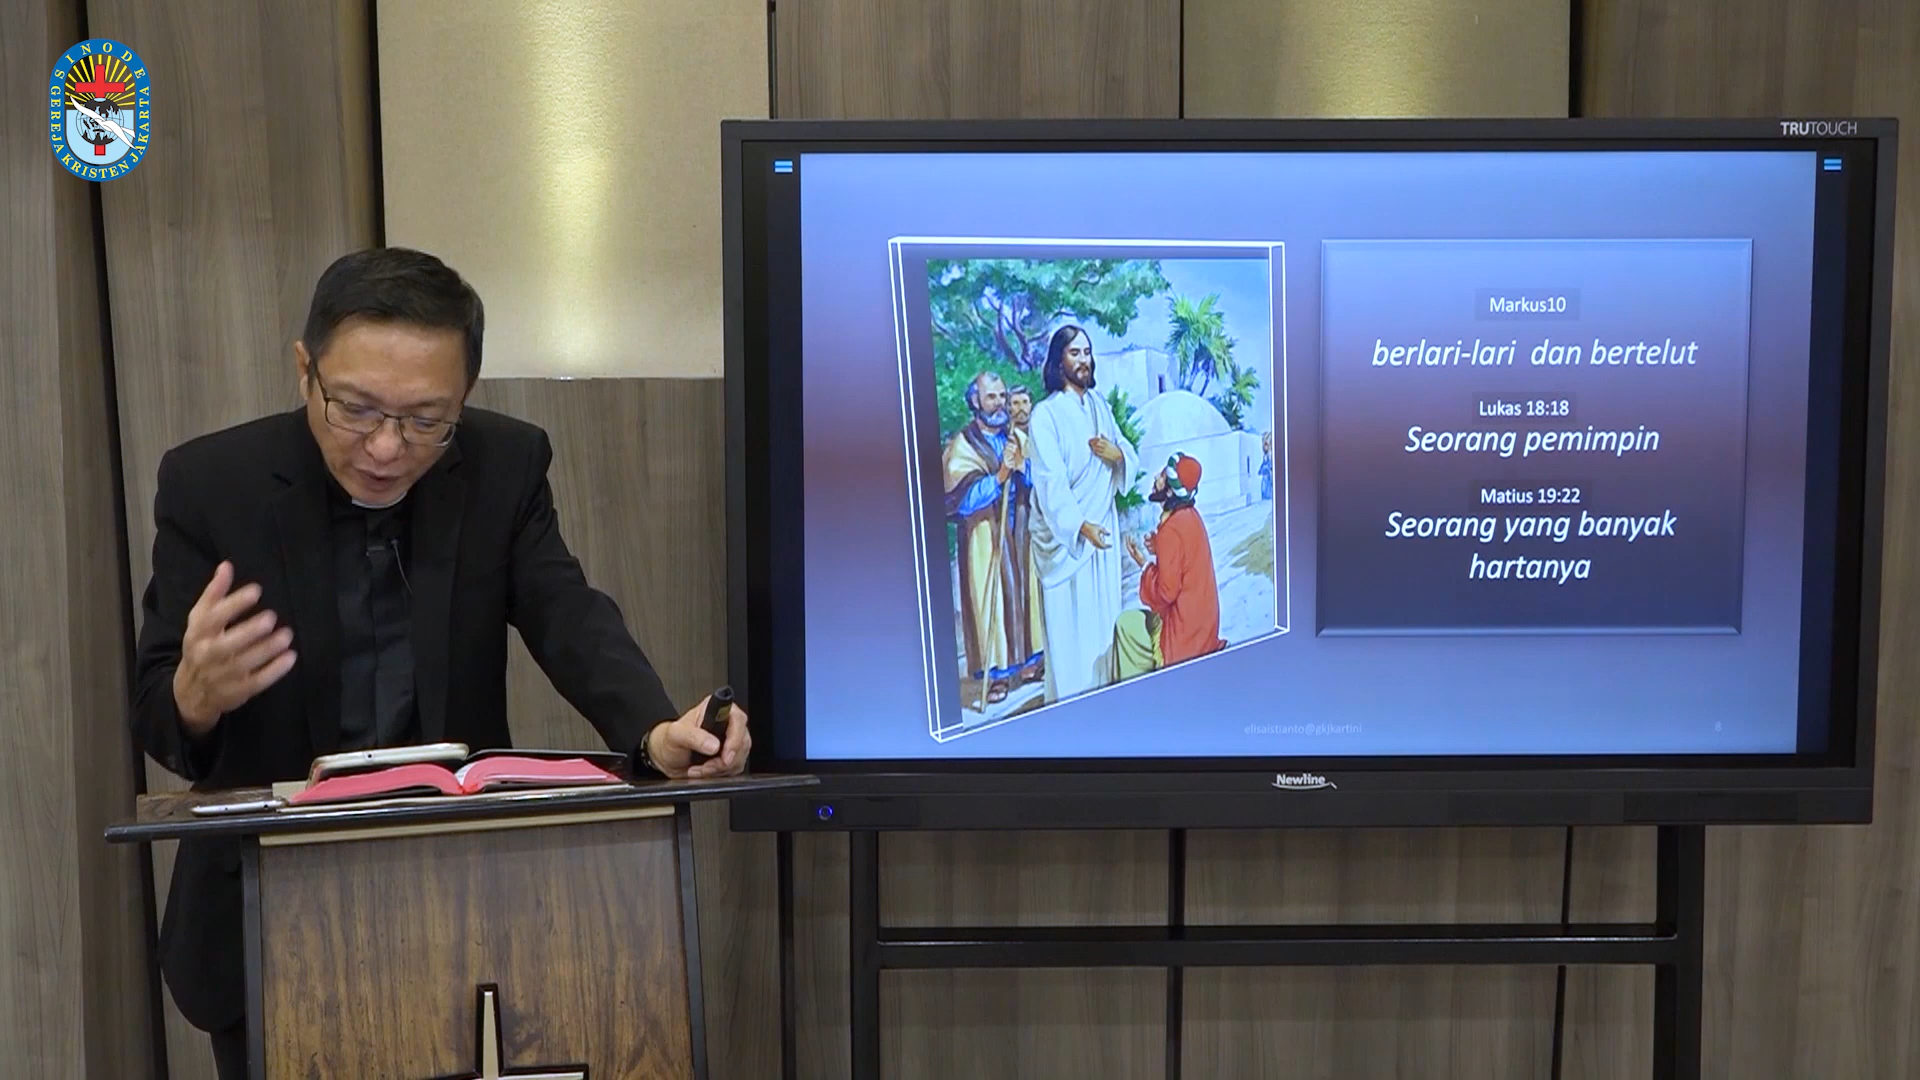 SINODE
GEREJA KRISTEN JAKARTA
TRUTOUCH
Markus10
berlari-lari dan bertelut
Lukas 18:18
Seorang pemimpin
Matius 19:22
Seorang yang banyak
hartanya
elisaistianto@gkjkartini
8
Newline